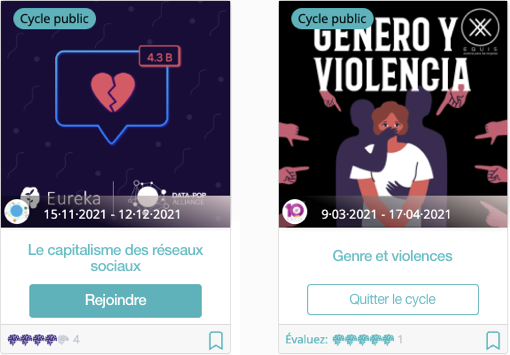 Cycle public
4.3 B
Eureka
DATA-POP
ALLIANCE
15·11·2021 - 12·12·2021
Le capitalisme des réseaux
sociaux
Rejoindre
4
Cycle public
GÉNERO Y
VIOLENCIA
EQUIS
10
9·03·2021 - 17·04·2021
Genre et violences
Quitter le cycle
Évaluez:
1